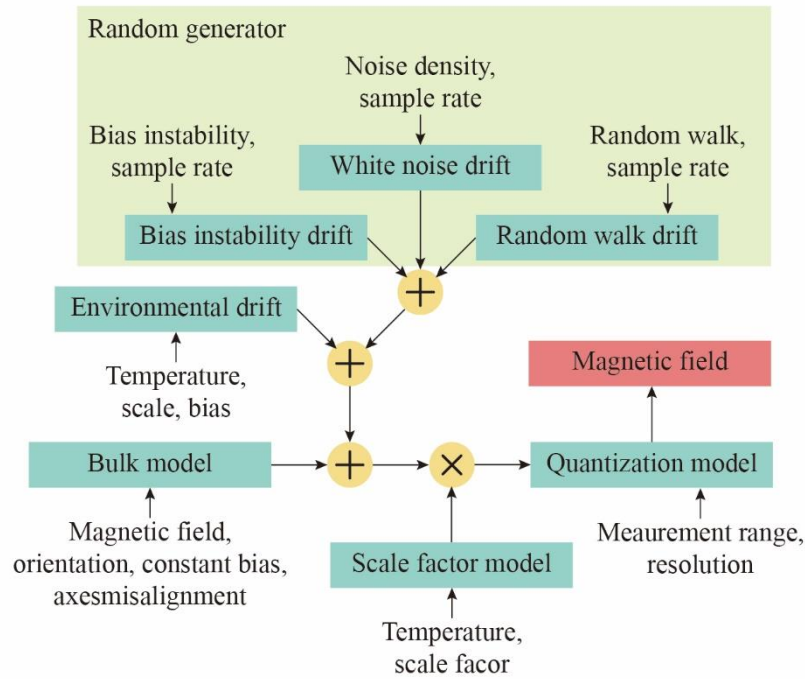 Random generator
Noise density,
sample rate
Bias instability,
sample rate
Random walk,
sample rate
White noise drift
Bias instability drift
Random walk drift
+
Environmental drift
+
Temperature,
scale, bias
Magnetic field
Bulk model
+
×
Quantization model
Magnetic field,
orientation, constant bias,
axesmisalignment
Meaurement range,
resolution
Scale factor model
Temperature,
scale facor